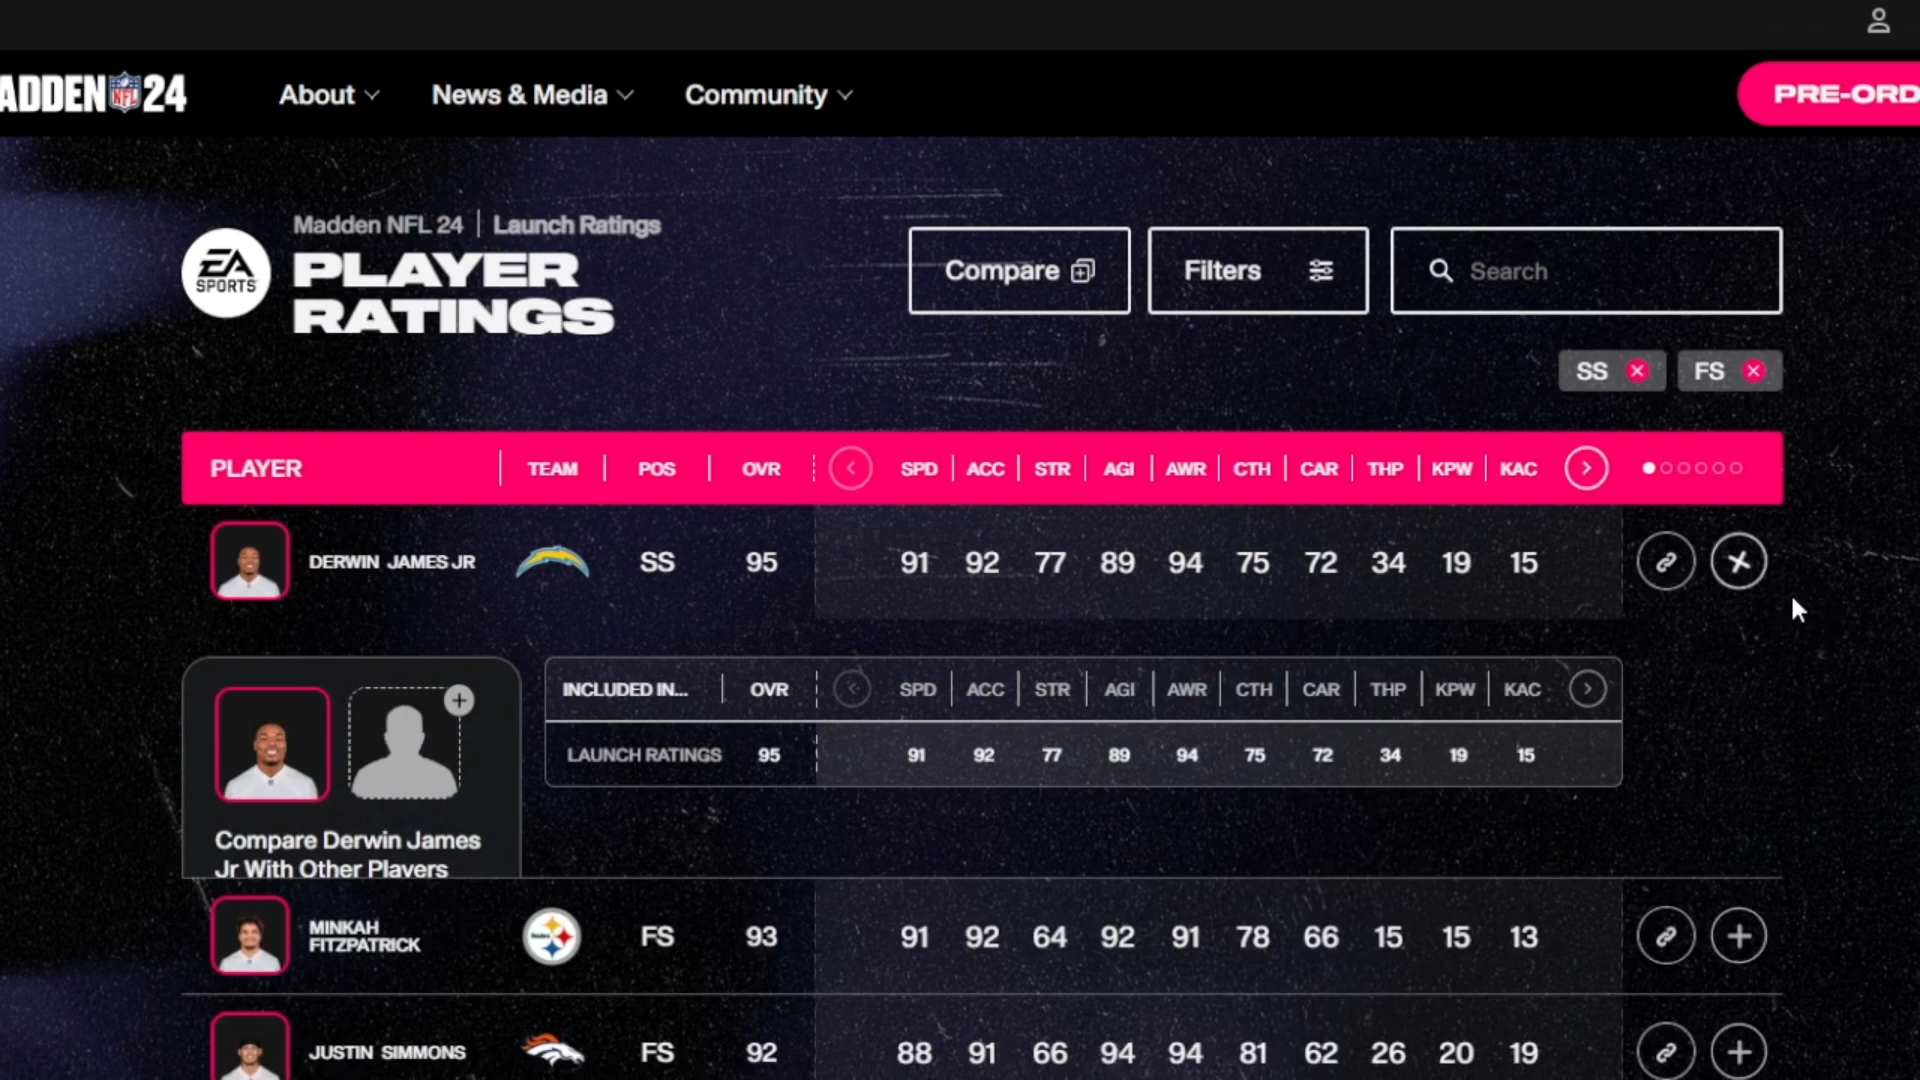 ADDEN NFL 24
About
News & Media
Community
PRE-ORD
Madden NFL 24 | Launch Ratings
EA
SPORTS
PLAYER
RATINGS
Compare
Filters
Search
SS
FS
PLAYER TEAM POS OVR SPD ACC STR AGI AWR CTH CAR THP KPW KAC
DERWIN JAMES JR SS 95 91 92 77 89 94 75 72 34 19 15
INCLUDED IN... OVR SPD ACC STR AGI AWR CTH CAR THP KPW KAC
LAUNCH RATINGS 95 91 92 77 89 94 75 72 34 19 15
Compare Derwin James
Jr With Other Players
MINKAH
FITZPATRICK FS 93 91 92 64 92 91 78 66 15 15 13
JUSTIN SIMMONS FS 92 88 91 66 94 94 81 62 26 20 19